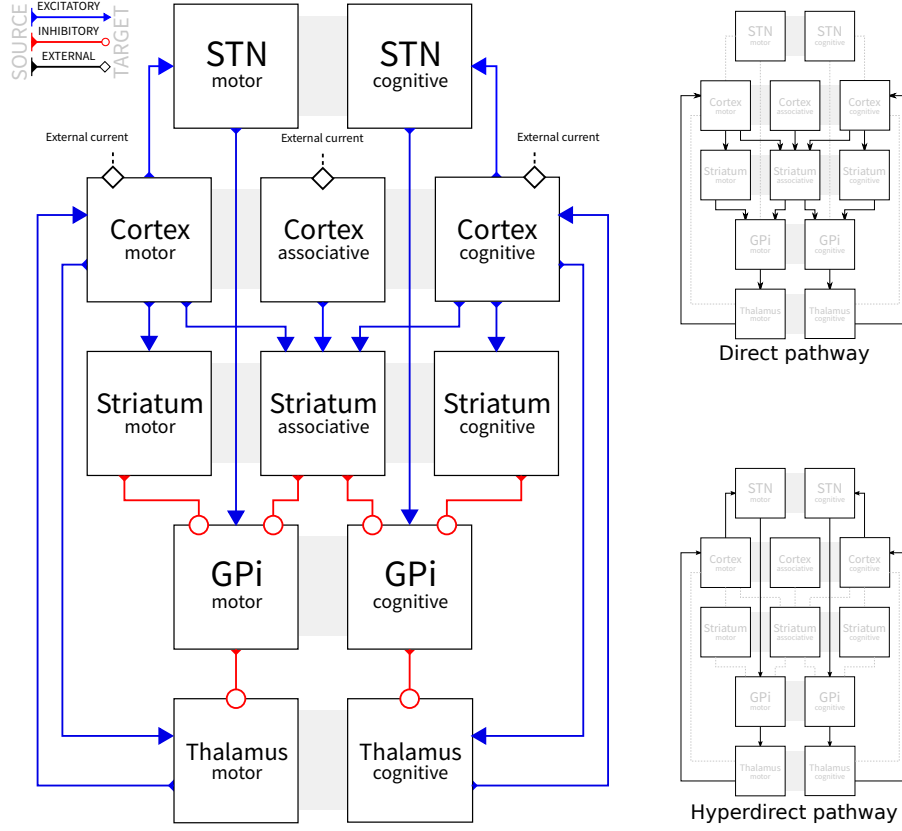 SOURCE
EXCITATORY
INHIBITORY
EXTERNAL
TARGET
STN
motor
STN
cognitive
External current
External current
External current
Cortex
motor
Cortex
associative
Cortex
cognitive
Striatum
motor
Striatum
associative
Striatum
cognitive
GPi
motor
GPi
cognitive
Thalamus
motor
Thalamus
cognitive
STN
motor
STN
cognitive
Cortex
motor
Cortex
associative
Cortex
cognitive
Striatum
motor
Striatum
associative
Striatum
cognitive
GPi
motor
GPi
cognitive
Thalamus
motor
Thalamus
cognitive
Direct pathway
STN
motor
STN
cognitive
Cortex
motor
Cortex
associative
Cortex
cognitive
Striatum
motor
Striatum
associative
Striatum
cognitive
GPi
motor
GPi
cognitive
Thalamus
motor
Thalamus
cognitive
Hyperdirect pathway